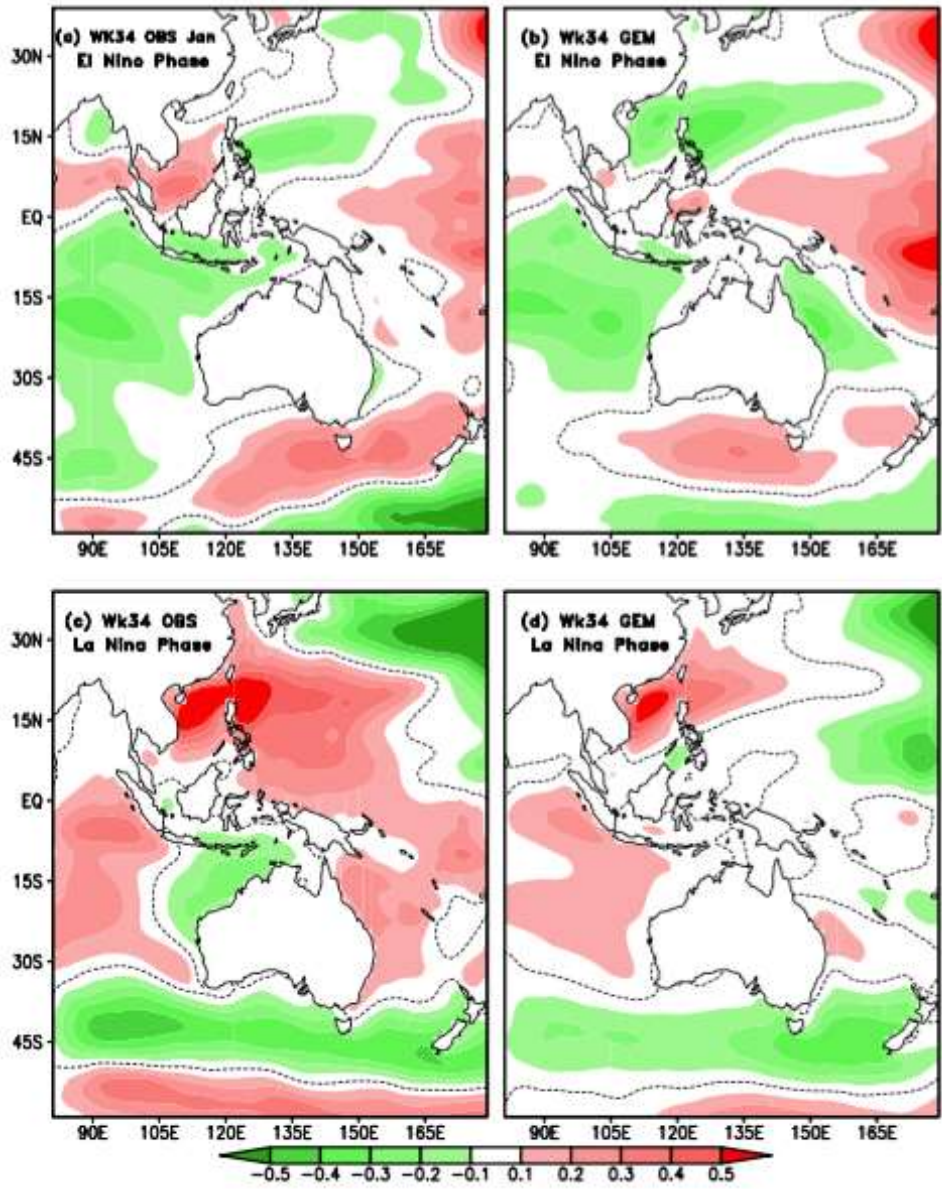 (a) WK34 OBS Jan
El Nino Phase
(b) Wk34 GEM
El Nino Phase
30N
15N
EQ
15S
30S
45S
90E 105E 120E 135E 150E 165E
90E 105E 120E 135E 150E 165E
(c) Wk34 OBS
La Nina Phase
(d) Wk34 GEM
La Nina Phase
30N
15N
EQ
15S
30S
45S
90E 105E 120E 135E 150E 165E
90E 105E 120E 135E 150E 165E
-0.5 -0.4 -0.3 -0.2 -0.1 0.1 0.2 0.3 0.4 0.5